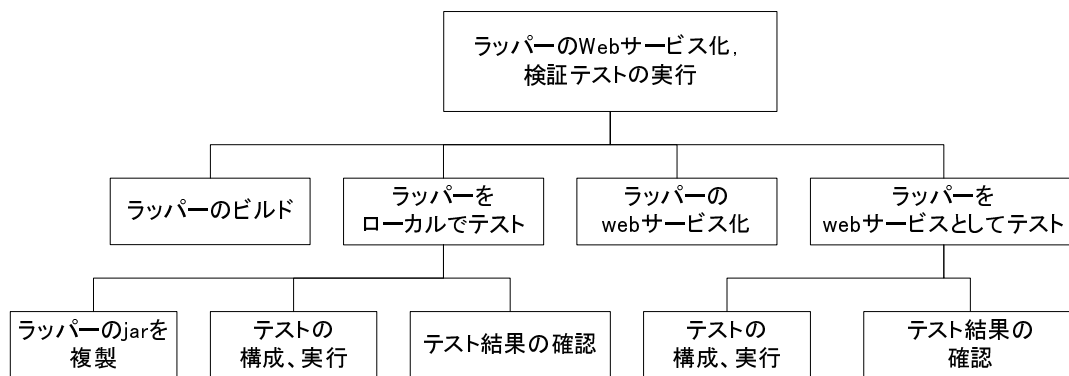 ラッパーのWebサービス化,
検証テストの実行
ラッパーのビルド
ラッパーを
ローカルでテスト
ラッパーの
webサービス化
ラッパーを
webサービスとしてテスト
ラッパーのjarを
複製
テストの
構成、実行
テスト結果の確認
テストの
構成、実行
テスト結果の
確認